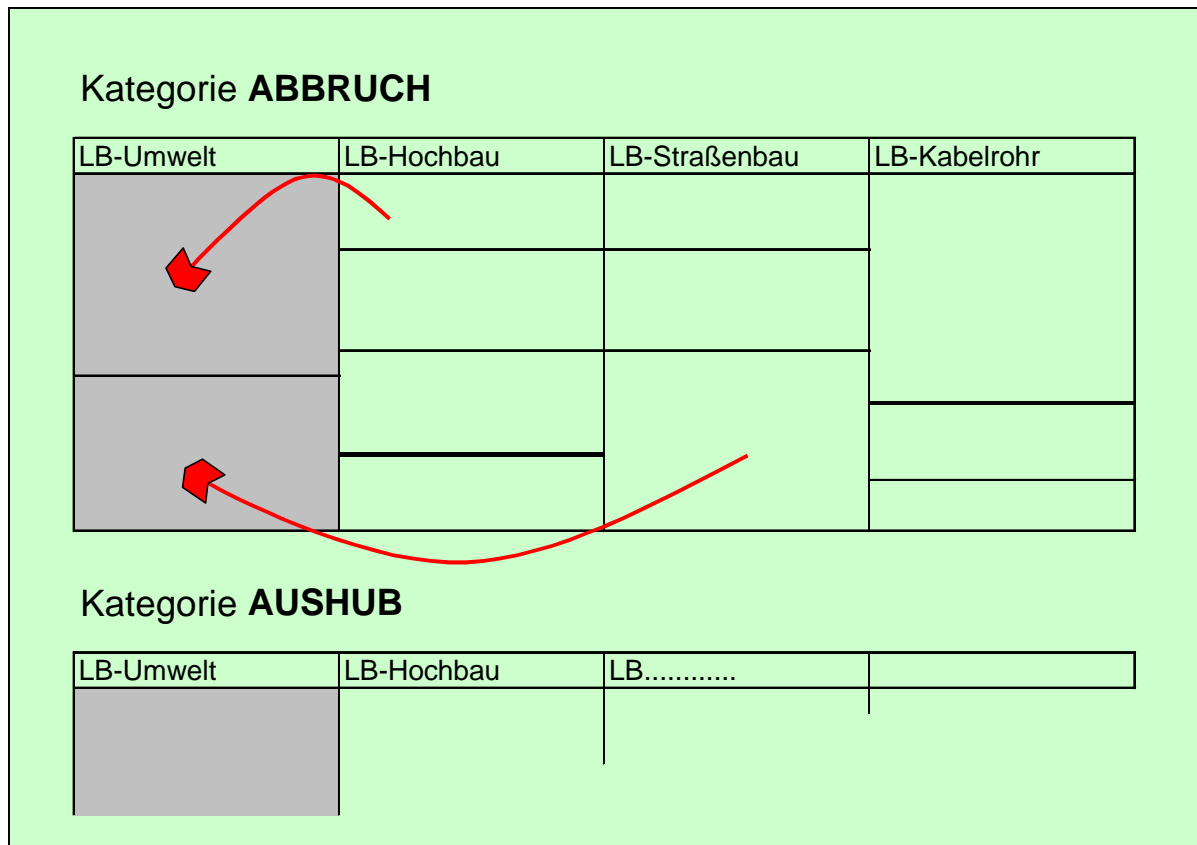 Kategorie ABBRUCH
LB-Umwelt LB-Hochbau LB-Straßenbau LB-Kabelrohr
Kategorie AUSHUB
LB-Umwelt LB-Hochbau LB............